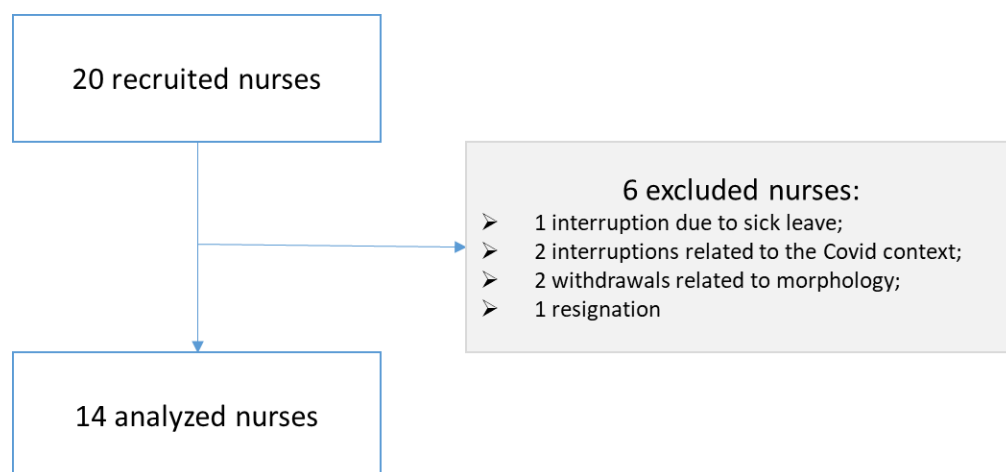 20 recruited nurses
6 excluded nurses:
➢ 1 interruption due to sick leave;
➢ 2 interruptions related to the Covid context;
➢ 2 withdrawals related to morphology;
➢ 1 resignation
14 analyzed nurses